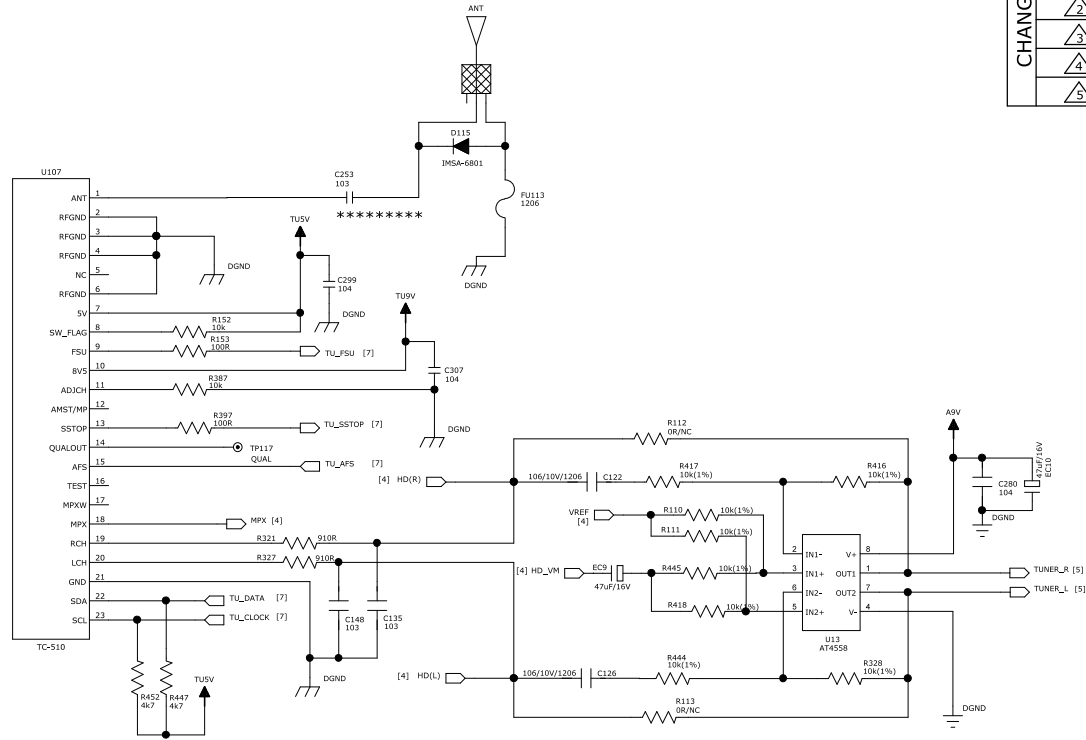 ANT
CHANG
2
3
4
5
D115
IMSA-6801
FU113
1206
DGND
U107
C253
103
*********
ANT 1
RFGND 2
RFGND 3
RFGND 4
NC 5
RFGND 6
5V 7
SW_FLAG 8
FSU 9
8V5 10
ADJCH 11
AMST/MP 12
SSTOP 13
QUALOUT 14
AFS 15
TEST 16
MPXW 17
MPX 18
RCH 19
LCH 20
GND 21
SDA 22
SCL 23
TC-510
DGND
TU5V
C299
104
DGND
R152
10k
R153
100R
TU_FSU [7]
TU9V
C307
104
R387
10k
DGND
R397
100R
TU_SSTOP [7]
TP117
QUAL
TU_AFS [7]
MPX [4]
R321 910R
R327 910R
TU_DATA [7]
TU_CLOCK [7]
C148
103
C135
103
DGND
R452
4k7
R447
4k7
TU5V
R112
0R/NC
[4] HD(R)
106/10V/1206 C122
R417
10k(1%)
R416
10k(1%)
VREF
[4]
R110 10k(1%)
R111 10k(1%)
[4] HD_VM
EC9
47uF/16V
R445 10k(1%)
R418 10k(1%)
2 IN1- V+ 8
3 IN1+ OUT1 1
6 IN2- OUT2 7
5 IN2+ V- 4
U13
AT4558
A9V
C280
104
47uF/16V
EC10
DGND
TUNER_R [5]
TUNER_L [5]
[4] HD(L)
106/10V/1206 C126
R444
10k(1%)
R328
10k(1%)
R113
0R/NC
DGND